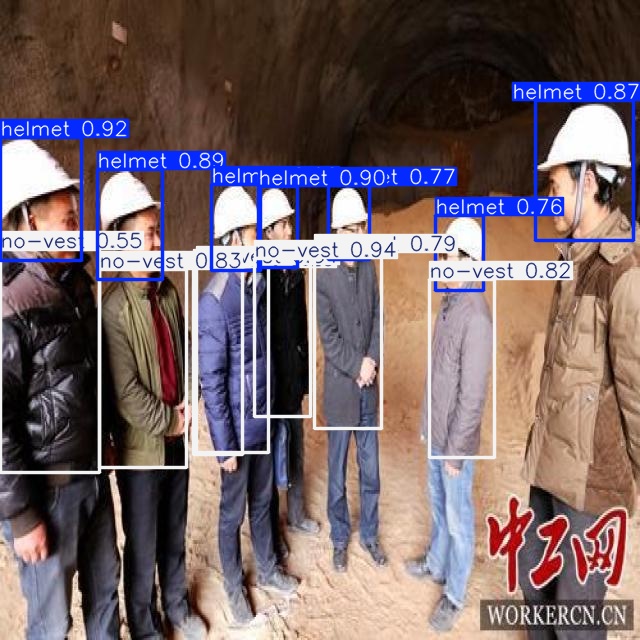 helmet 0.87
helmet 0.92
helmet 0.89
helm
helmet 0.90
t 0.77
helmet 0.76
no-vest 0.55
no-vest 0.83
no-vest 0.94
0.79
no-vest 0.82
中工网
WORKERCN.CN